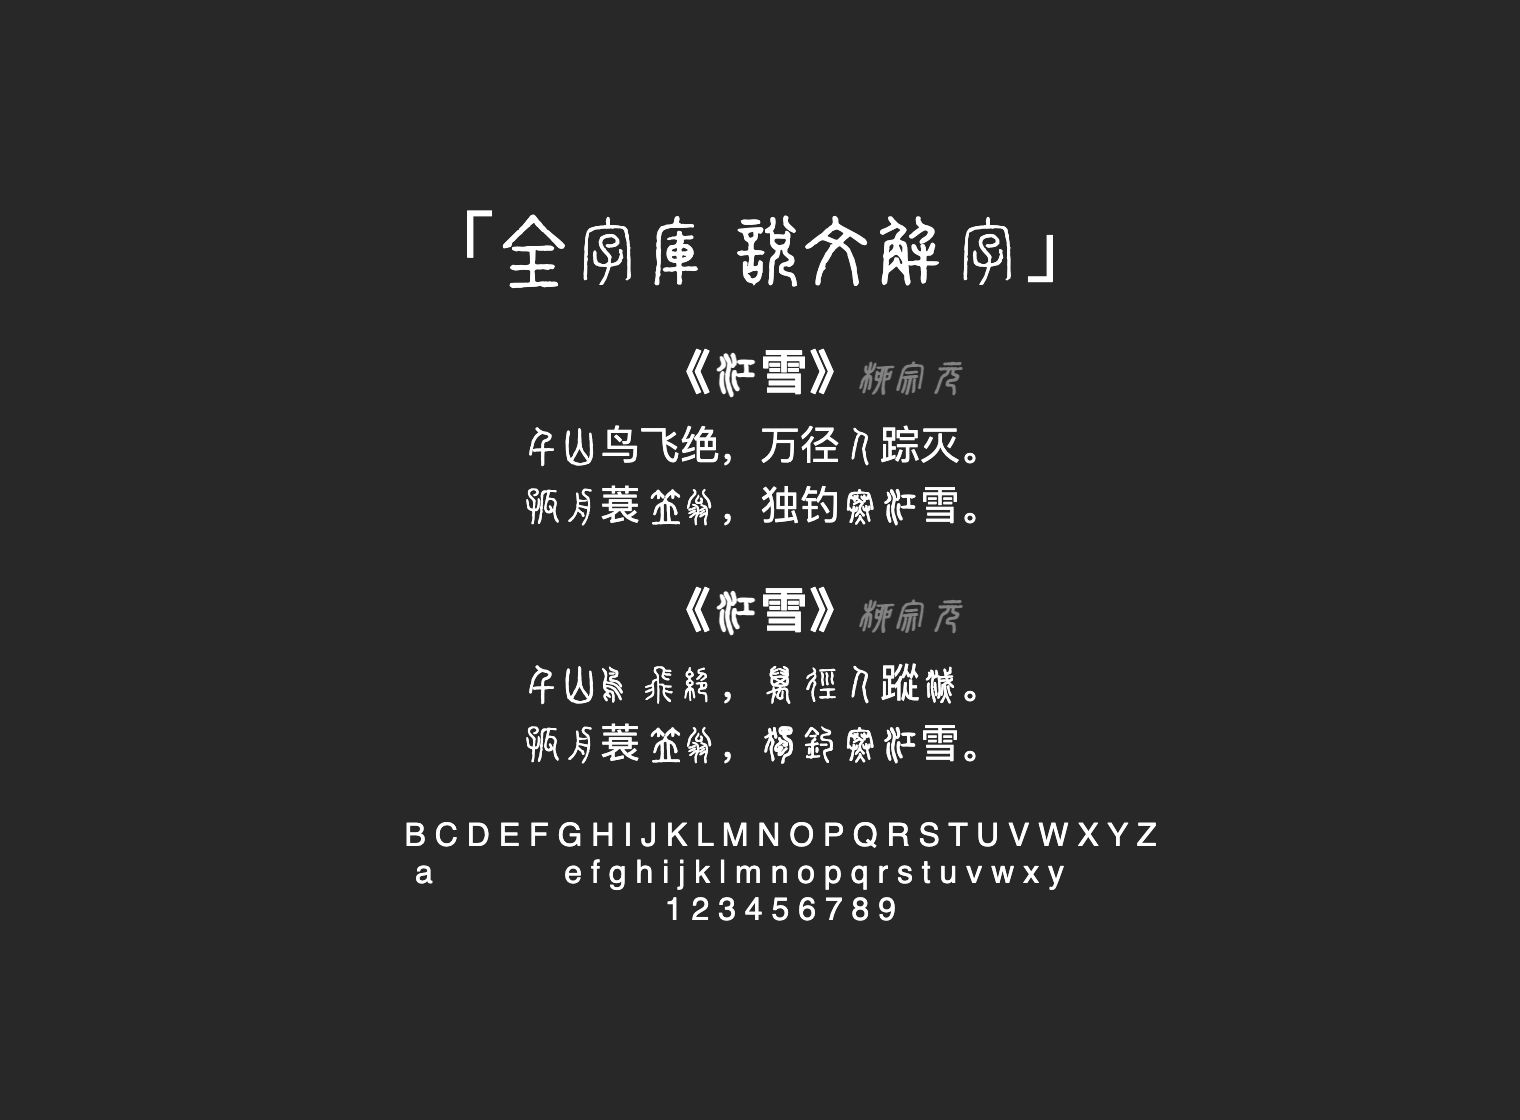 「全字庫 說文解字」
《江雪》 柳宗元
千山鸟飞绝，万径人踪灭。
孤舟蓑笠翁，独钓寒江雪。
《江雪》 柳宗元
千山鳥飛絕，萬徑人蹤滅。
孤舟蓑笠翁，獨釣寒江雪。
B C D E F G H I J K L M N O P Q R S T U V W X Y Z
a e f g h i j k l m n o p q r s t u v w x y
1 2 3 4 5 6 7 8 9